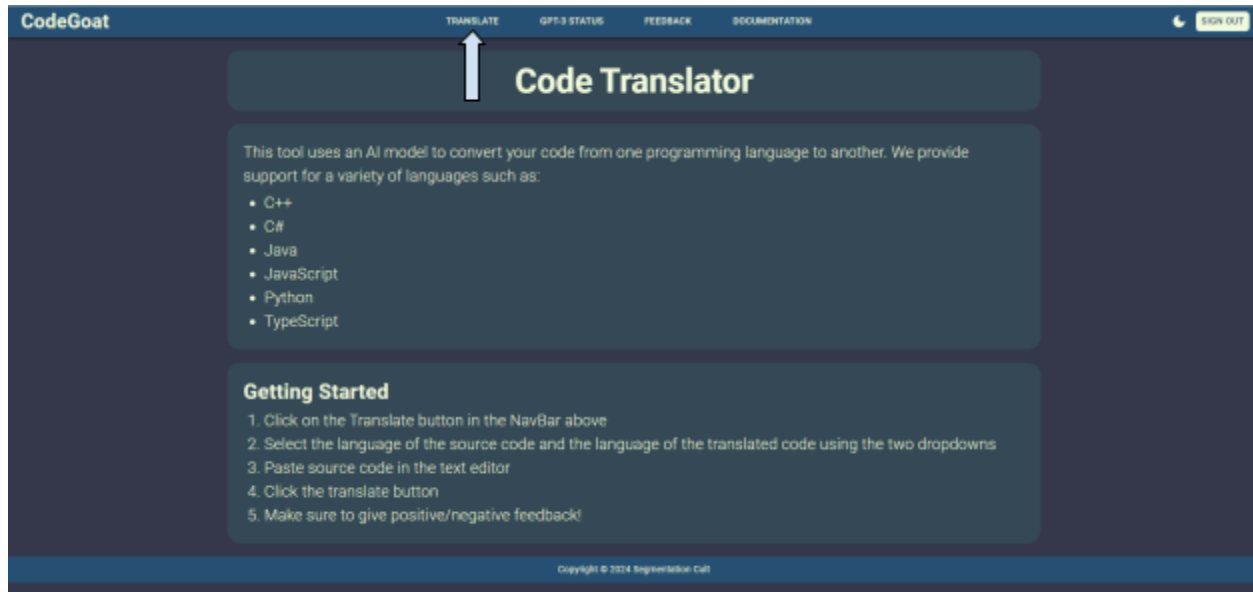 CodeGoat
TRANSLATE
GPT-3 STATUS
FEEDBACK
DOCUMENTATION
SIGN OUT
Code Translator
This tool uses an AI model to convert your code from one programming language to another. We provide
support for a variety of languages such as:
• C++
• C#
• Java
• JavaScript
• Python
• TypeScript
Getting Started
1. Click on the Translate button in the NavBar above
2. Select the language of the source code and the language of the translated code using the two dropdowns
3. Paste source code in the text editor
4. Click the translate button
5. Make sure to give positive/negative feedback!
Copyright © 2024 Segmentation Cult